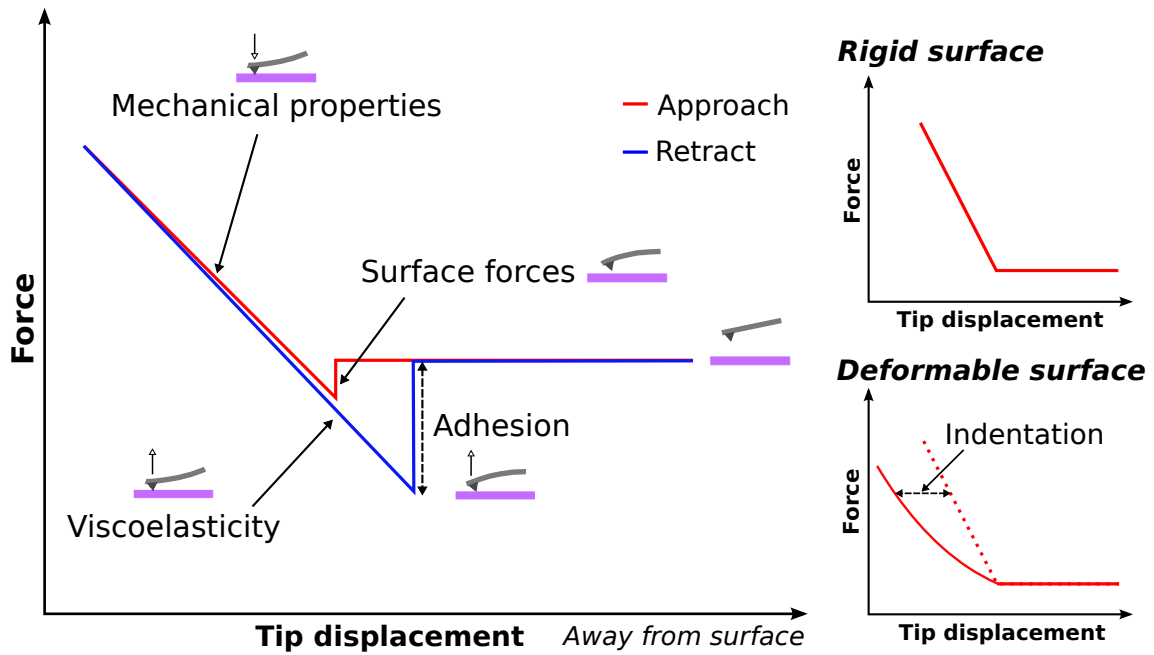 Mechanical properties
Approach
Retract
Surface forces
Adhesion
Viscoelasticity
Force
Tip displacement
Away from surface
Rigid surface
Force
Tip displacement
Deformable surface
Indentation
Force
Tip displacement